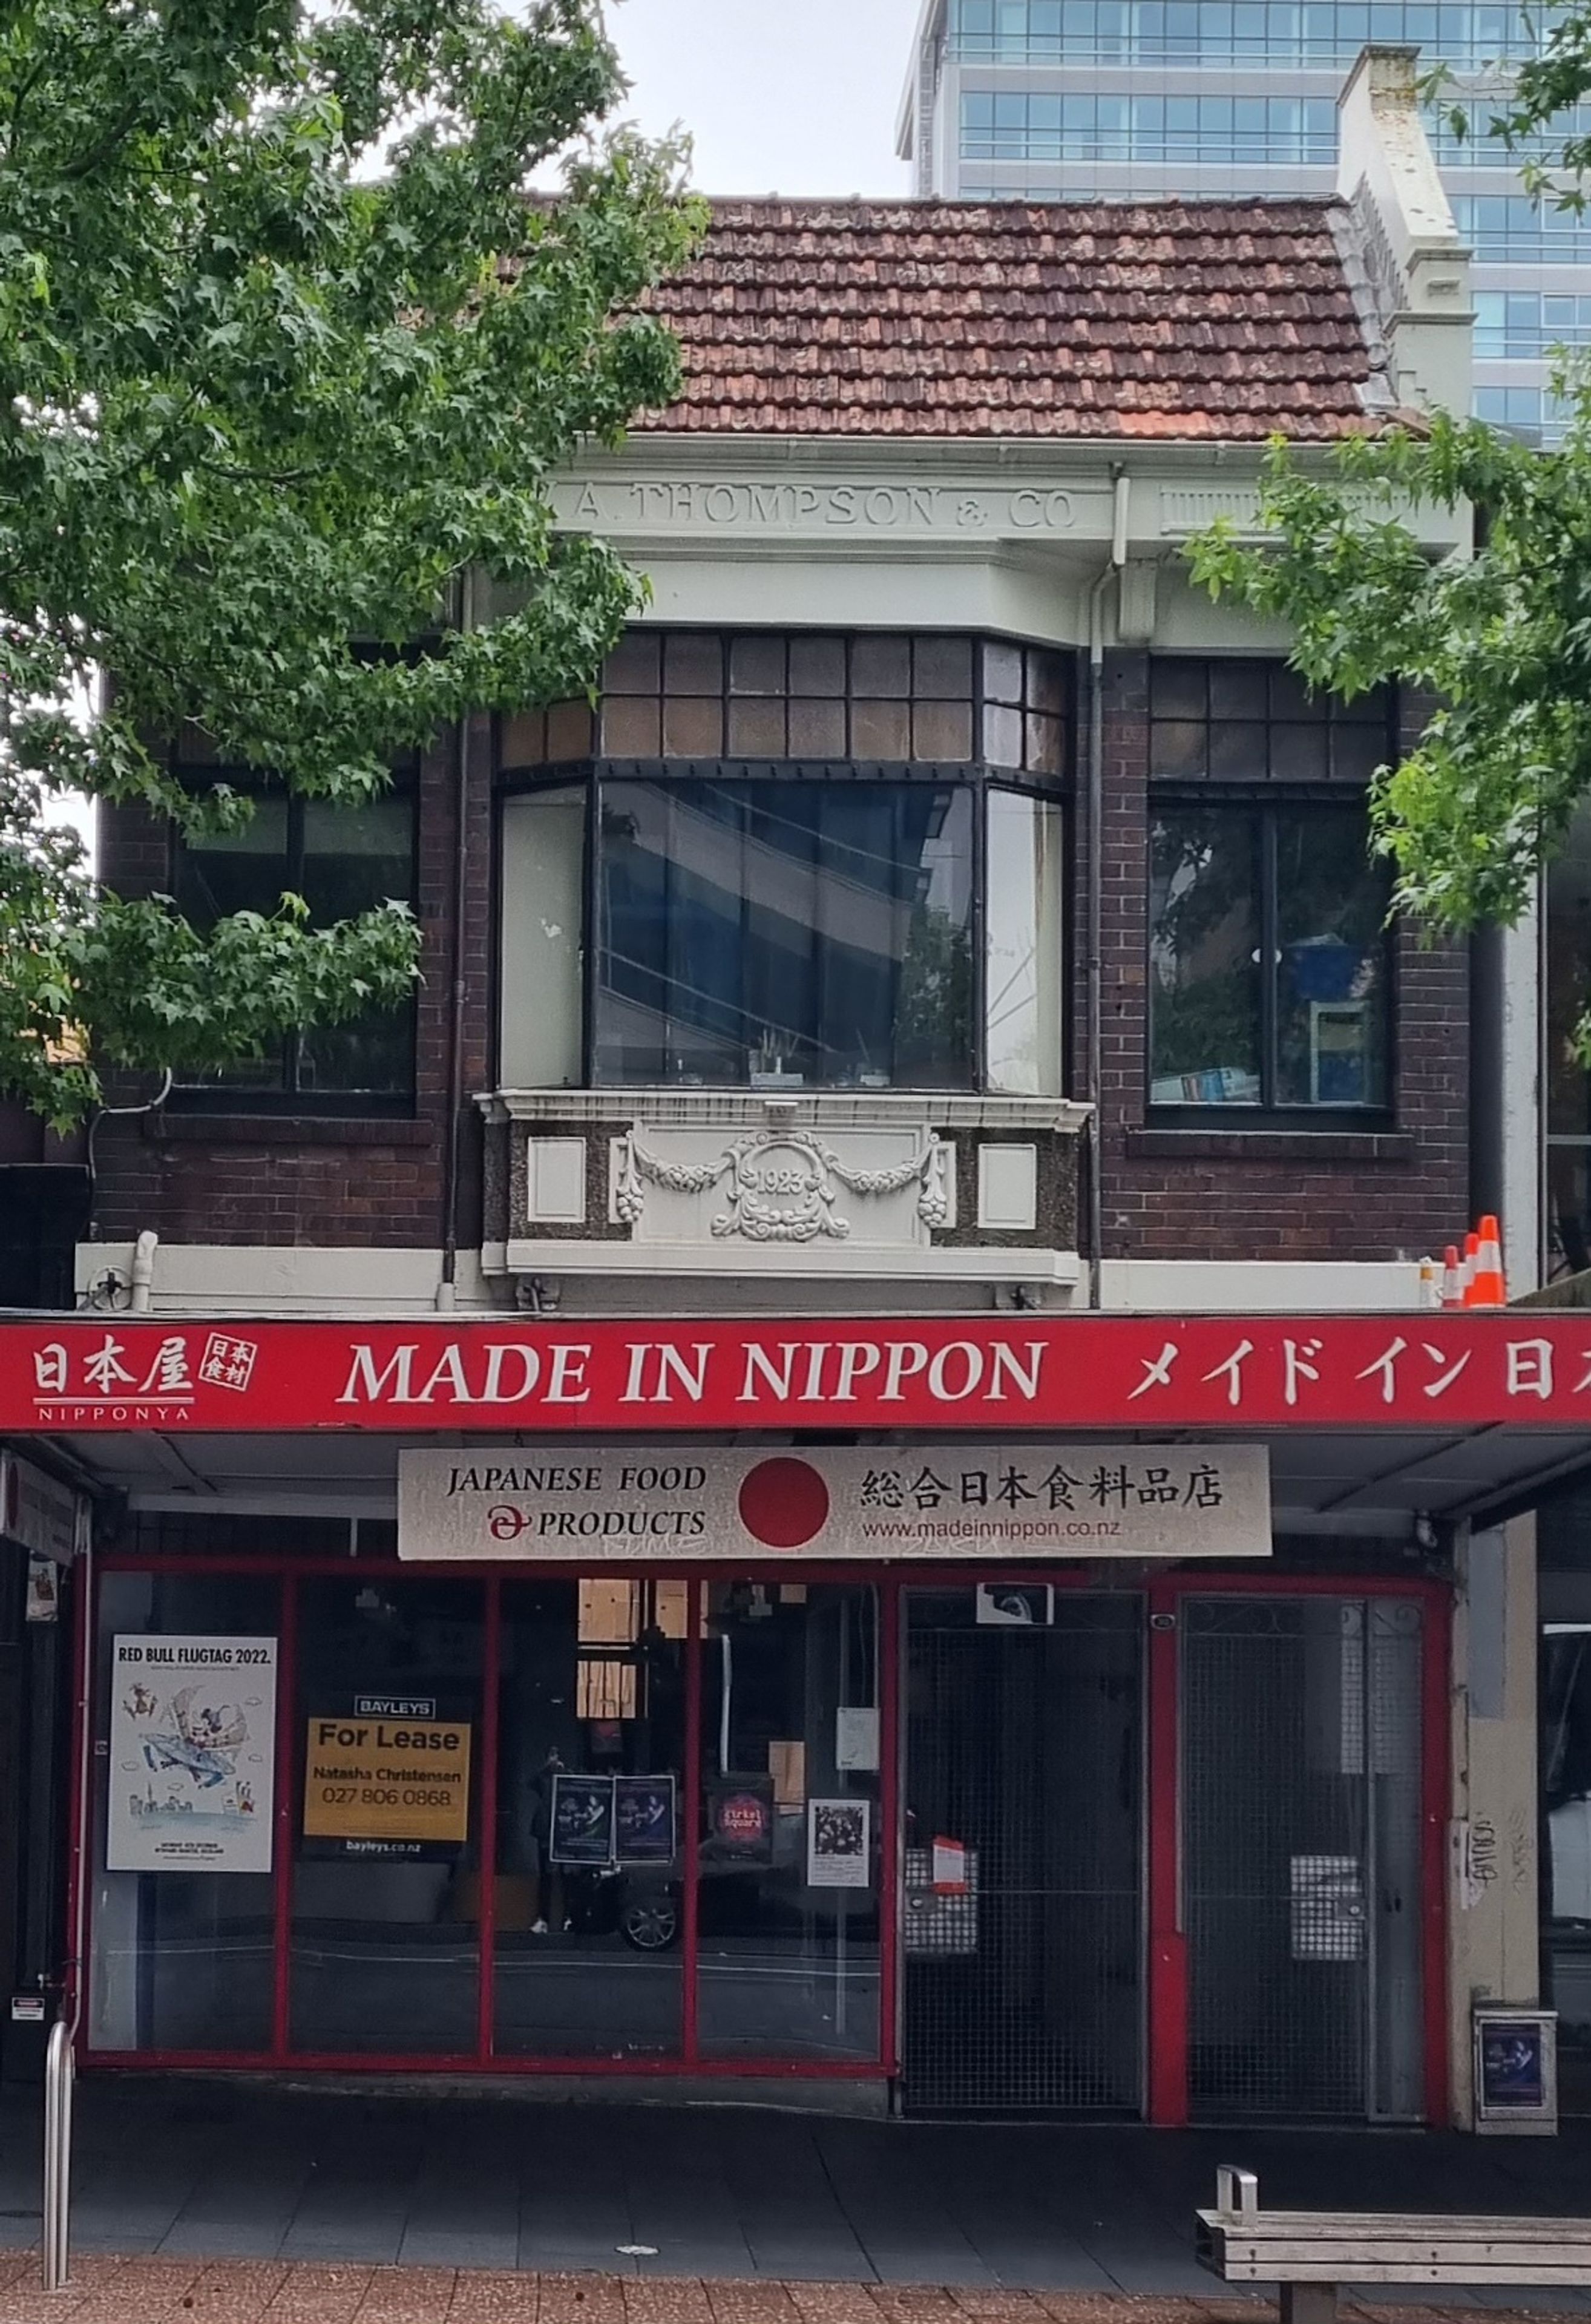 A. THOMPSON & CO
1923
日本屋
日本
食材
NIPPONYA
MADE IN NIPPON
メイド イン 日本
JAPANESE FOOD
& PRODUCTS
総合日本食料品店
www.madeinnippon.co.nz
RED BULL FLUGTAG 2022.
BAYLEYS
For Lease
Natasha Christensen
027 806 0868
bayleys.co.nz